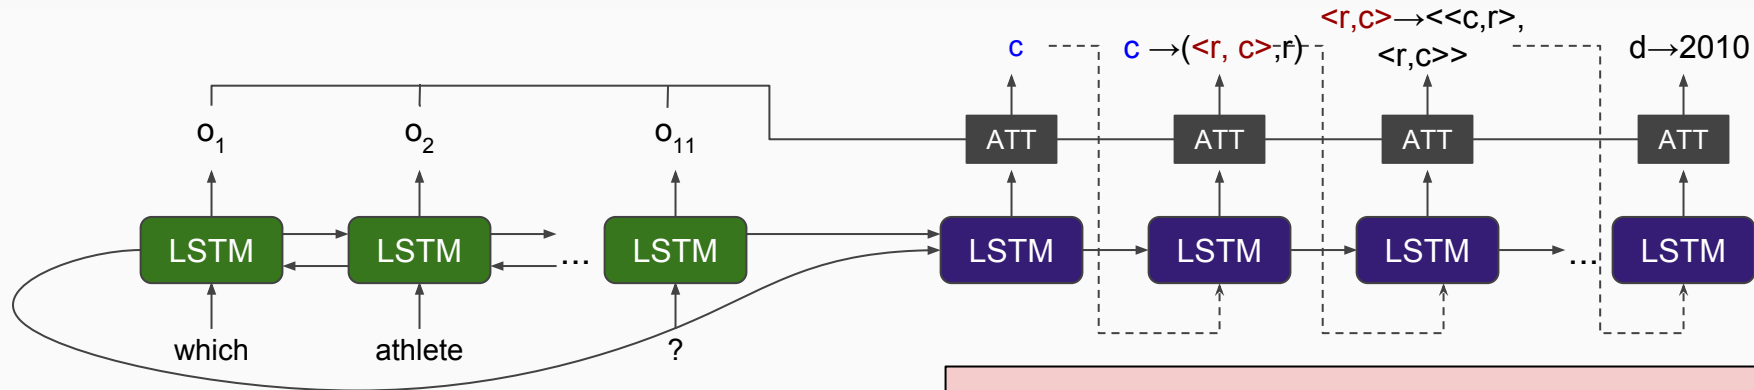 <r,c>→<<c,r>,
c c →(<r, c>,r) <r,c>> d→2010
o1 o2 o11 ATT ATT ATT ATT
LSTM LSTM ... LSTM LSTM LSTM LSTM ... LSTM
which athlete ?